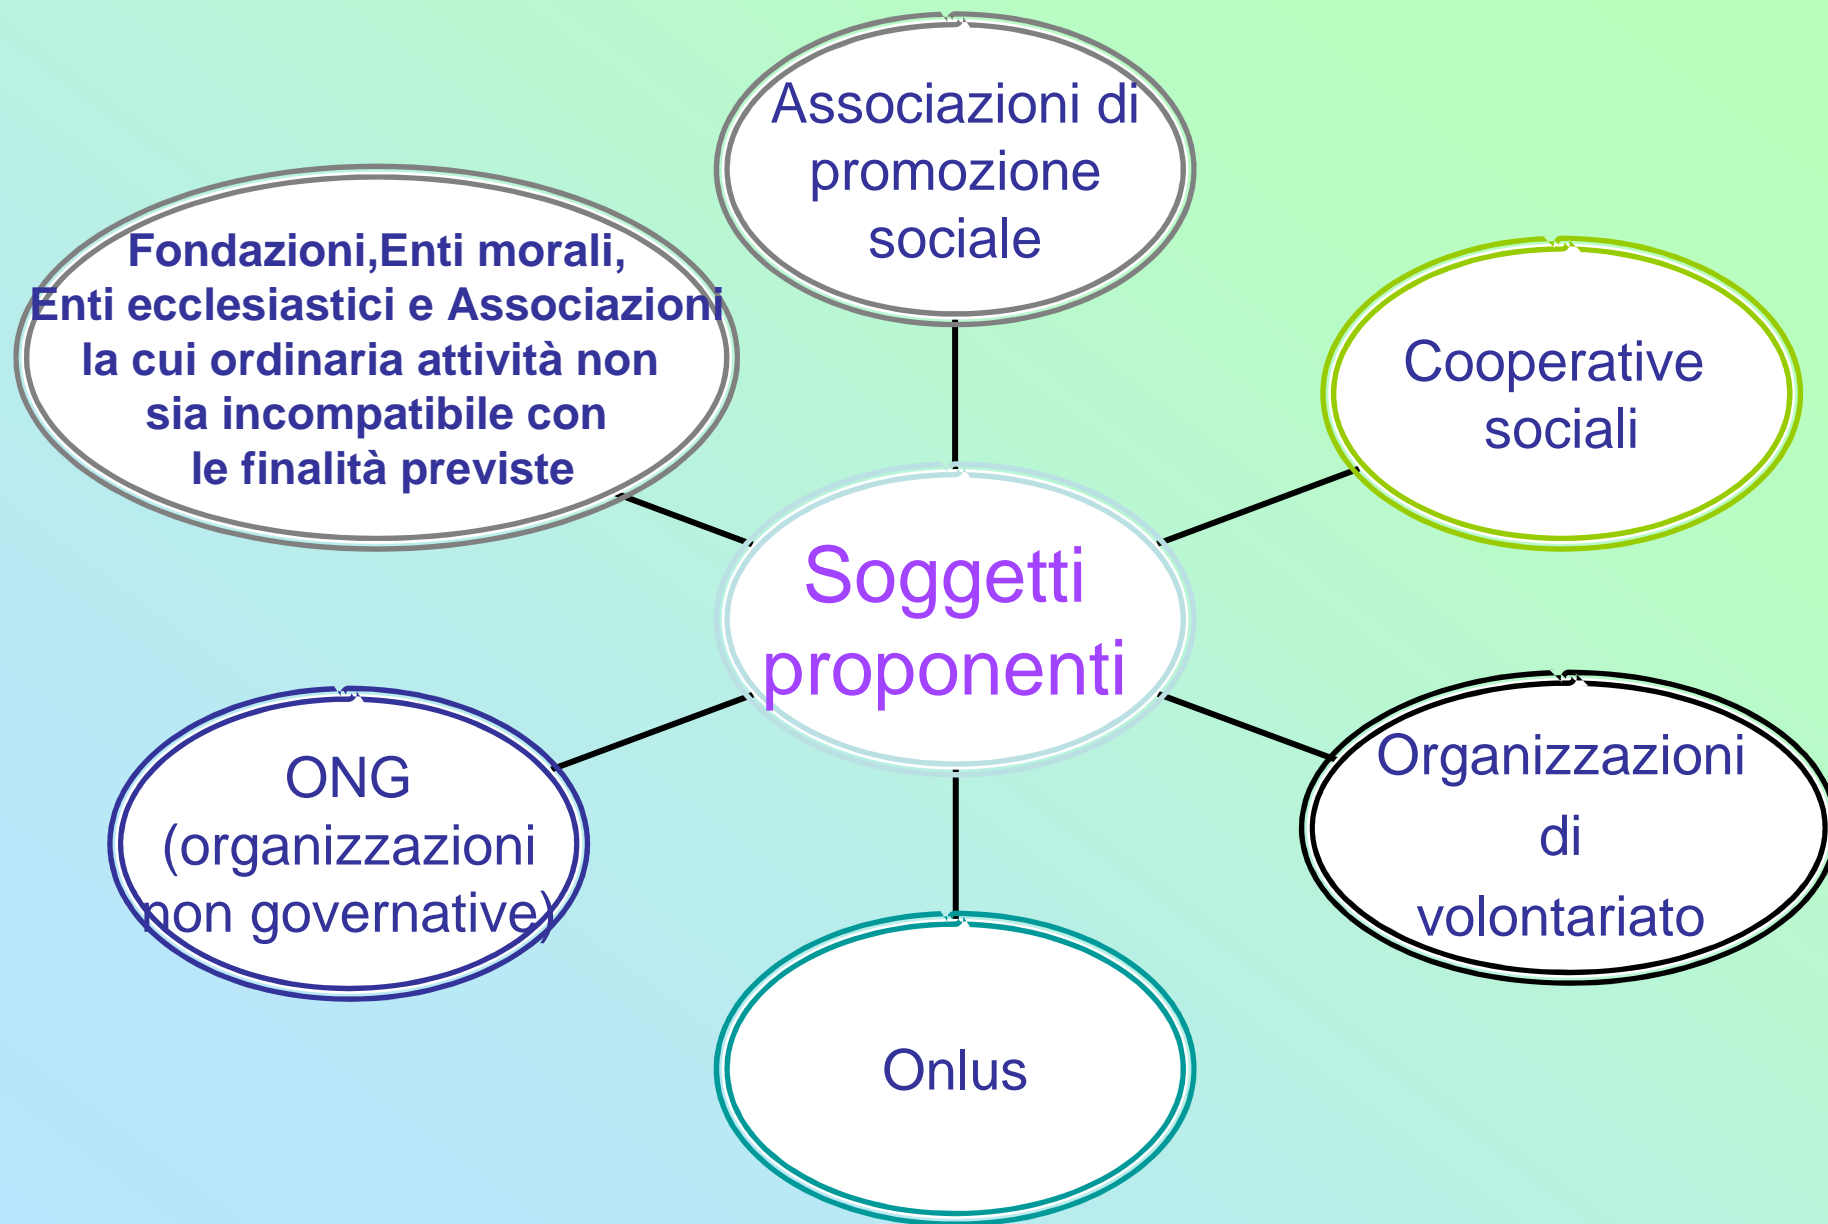 Associazioni di
promozione
sociale
Fondazioni,Enti morali,
Enti ecclesiastici e Associazioni
la cui ordinaria attività non
sia incompatibile con
le finalità previste
Cooperative
sociali
Soggetti
proponenti
ONG
(organizzazioni
non governative)
Organizzazioni
di
volontariato
Onlus